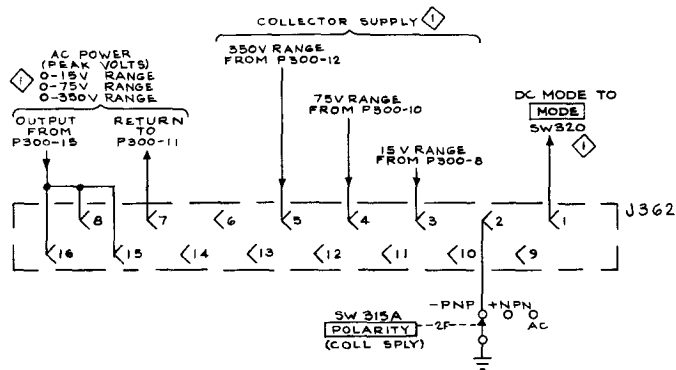 COLLECTOR SUPPLY 1
350V RANGE
FROM P300-12
AC POWER
(PEAK VOLTS)
1 0-15V RANGE
0-75V RANGE
0-350V RANGE
75V RANGE
FROM P300-10
DC MODE TO
MODE
SW320
1
OUTPUT
FROM
P300-15
RETURN
TO
P300-11
15V RANGE
FROM P300-8
J362
8 7 6 5 4 3 2 1
16 15 14 13 12 11 10 9
-PNP +NPN
AC
SW 315A
POLARITY -2F-
(COLL SPLY)